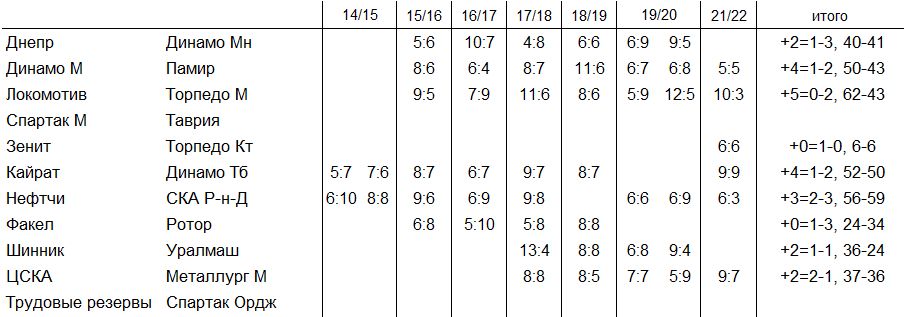 14/15 15/16 16/17 17/18 18/19 19/20 21/22 итого
Днепр Динамо Мн 5:6 10:7 4:8 6:6 6:9 9:5 +2=1-3, 40-41
Динамо М Памир 8:6 6:4 8:7 11:6 6:7 6:8 5:5 +4=1-2, 50-43
Локомотив Торпедо М 9:5 7:9 11:6 8:6 5:9 12:5 10:3 +5=0-2, 62-43
Спартак М Таврия
Зенит Торпедо Кт 6:6 +0=1-0, 6-6
Кайрат Динамо Тб 5:7 7:6 8:7 6:7 9:7 8:7 9:9 +4=1-2, 52-50
Нефтчи СКА Р-н-Д 6:10 8:8 9:6 6:9 9:8 6:6 6:9 6:3 +3=2-3, 56-59
Факел Ротор 6:8 5:10 5:8 8:8 +0=1-3, 24-34
Шинник Уралмаш 13:4 8:8 6:8 9:4 +2=1-1, 36-24
ЦСКА Металлург М 8:8 8:5 7:7 5:9 9:7 +2=2-1, 37-36
Трудовые резервы Спартак Ордж